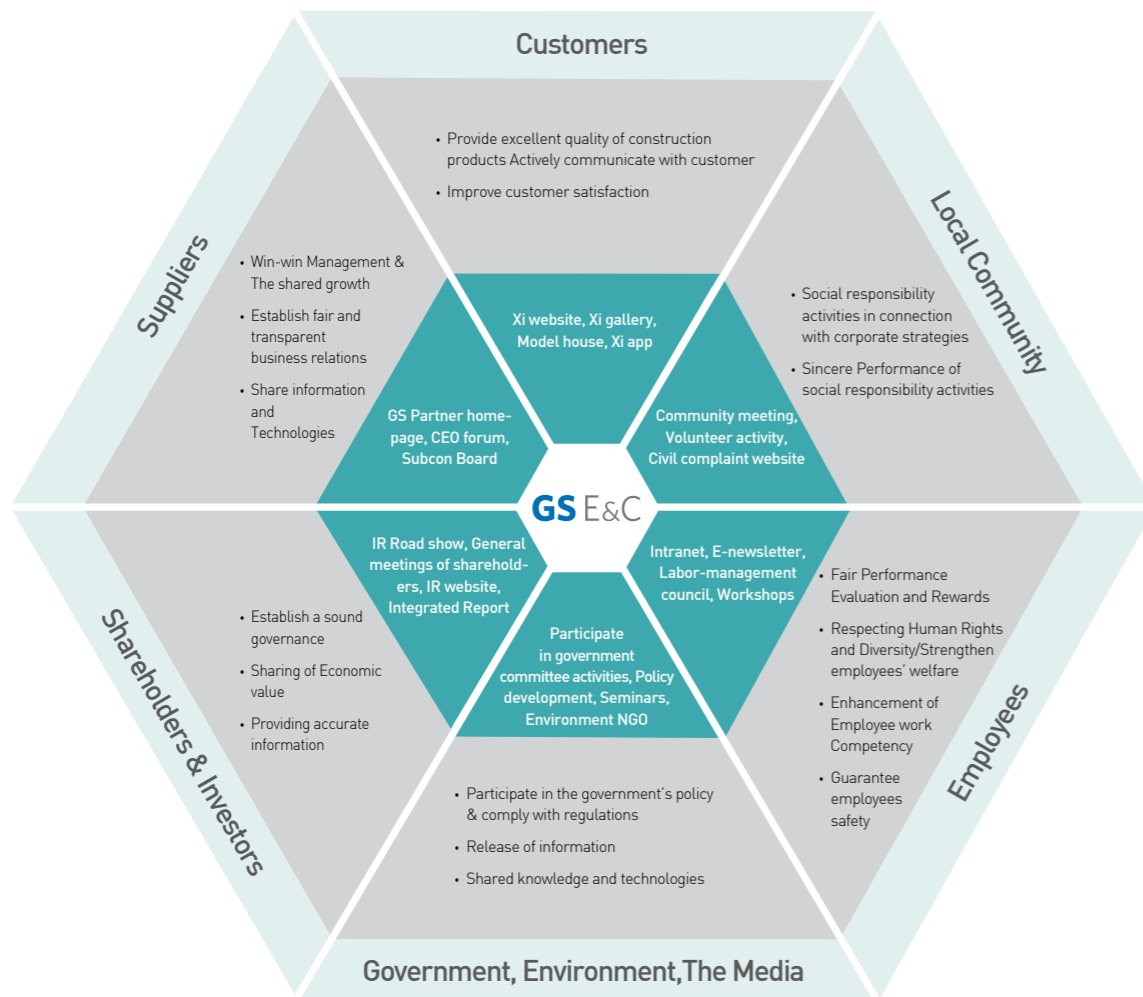 Customers
• Provide excellent quality of construction
products Actively communicate with customer
• Improve customer satisfaction
Xi website, Xi gallery,
Model house, Xi app
Local Community
• Social responsibility
activities in connection
with corporate strategies
• Sincere Performance of
social responsibility activities
Community meeting,
Volunteer activity,
Civil complaint website
Suppliers
• Win-win Management &
The shared growth
• Establish fair and
transparent
business relations
• Share information
and
Technologies
GS Partner home-
page, CEO forum,
Subcon Board
GS E&C
Shareholders & Investors
• Establish a sound
governance
• Sharing of Economic
value
• Providing accurate
information
IR Road show, General
meetings of sharehold-
ers, IR website,
Integrated Report
Intranet, E-newsletter,
Labor-management
council, Workshops
Employees
• Fair Performance
Evaluation and Rewards
• Respecting Human Rights
and Diversity/Strengthen
employees' welfare
• Enhancement of
Employee work
Competency
• Guarantee
employees
safety
Participate
in government
committee activities, Policy
development, Seminars,
Environment NGO
• Participate in the government's policy
& comply with regulations
• Release of information
• Shared knowledge and technologies
Government, Environment,The Media